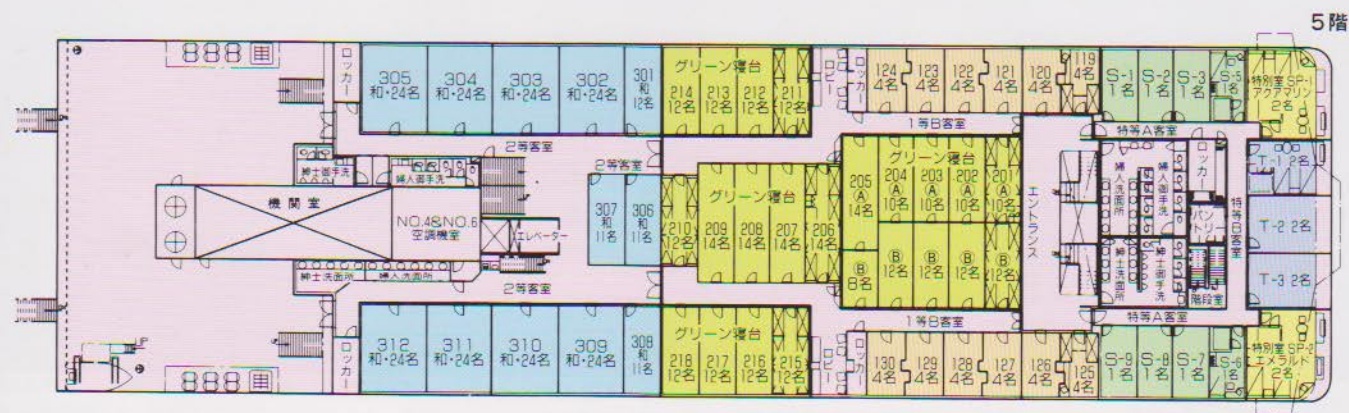 5階
ロッカー
305
和・24名
304
和・24名
303
和・24名
302
和・24名
301
和
12名
グリーン寝台
214
12名
213
12名
212
12名
211
12名
ロビー
ロッカー
124
4名
123
4名
122
4名
121
4名
120
4名
119
4名
S-1
1名
S-2
1名
S-3
1名
S-5
1名
特別室 SP-1
アクアマリン
2名
2等客室
2等客室
1等B客室
特等A客室
紳士御手洗
婦人御手洗
機関室
NO.4&NO.6
空調機室
エレベーター
307
和
11名
306
和
11名
210
12名
グリーン寝台
209
14名
208
14名
207
14名
206
14名
グリーン寝台
205
Ⓐ
14名
204
Ⓐ
10名
203
Ⓐ
10名
202
Ⓐ
10名
201
Ⓐ
10名
Ⓑ
8名
Ⓑ
12名
Ⓑ
12名
Ⓑ
12名
Ⓑ
12名
エントランス
婦人洗面所
婦人御手洗
ロッカー
パントリー
紳士洗面所
紳士御手洗
階段室
特等B客室
T-1 2名
T-2 2名
T-3 2名
紳士洗面所
婦人洗面所
2等客室
1等B客室
特等A客室
UP
ロッカー
312
和・24名
311
和・24名
310
和・24名
309
和・24名
308
和
11名
グリーン寝台
218
12名
217
12名
216
12名
215
12名
ロビー
ロッカー
130
4名
129
4名
128
4名
127
4名
126
4名
125
4名
S-9
1名
S-8
1名
S-7
1名
S-6
1名
特別室 SP-2
エメラルド
2名